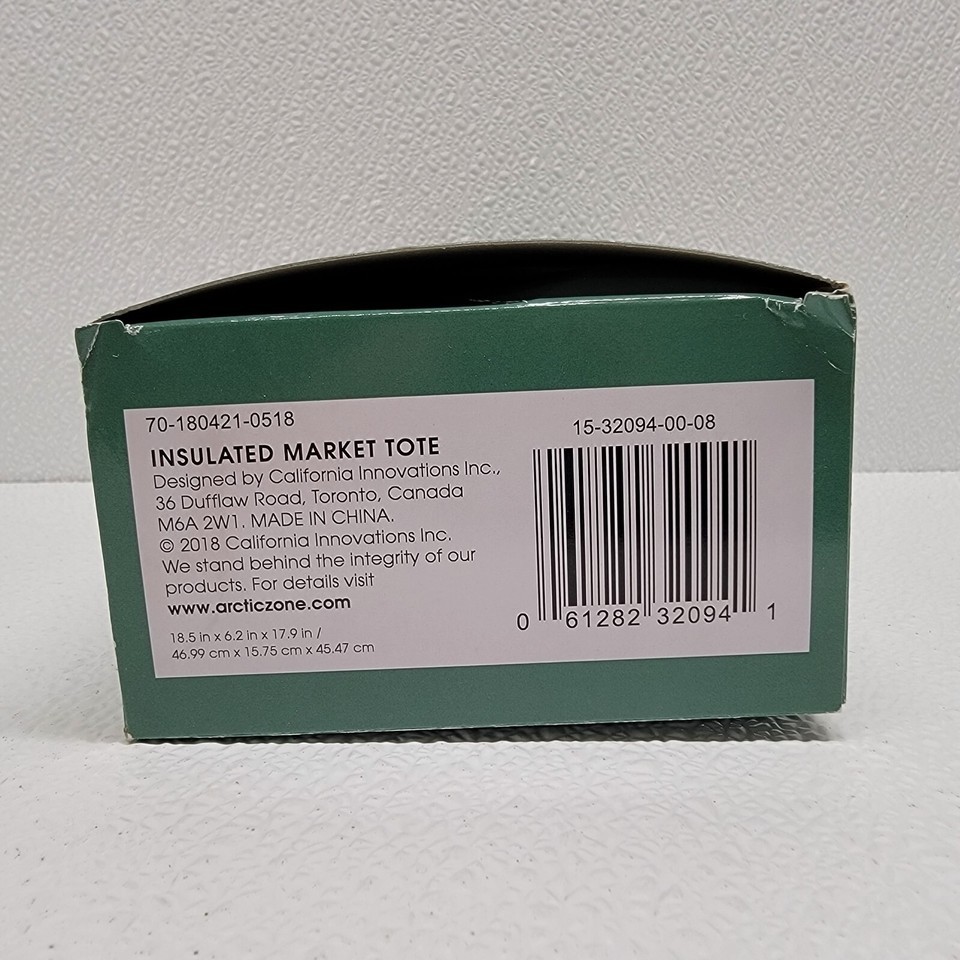 70-180421-0518
INSULATED MARKET TOTE
Designed by California Innovations Inc.,
36 Dufflaw Road, Toronto, Canada
M6A 2W1. MADE IN CHINA.
© 2018 California Innovations Inc.
We stand behind the integrity of our
products. For details visit
www.arcticzone.com
18.5 in x 6.2 in x 17.9 in /
46.99 cm x 15.75 cm x 45.47 cm
15-32094-00-08
0 61282 32094 1